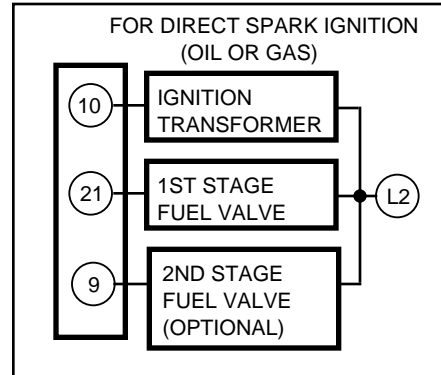 FOR DIRECT SPARK IGNITION
(OIL OR GAS)
10
IGNITION
TRANSFORMER
21
1ST STAGE
FUEL VALVE
L2
9
2ND STAGE
FUEL VALVE
(OPTIONAL)